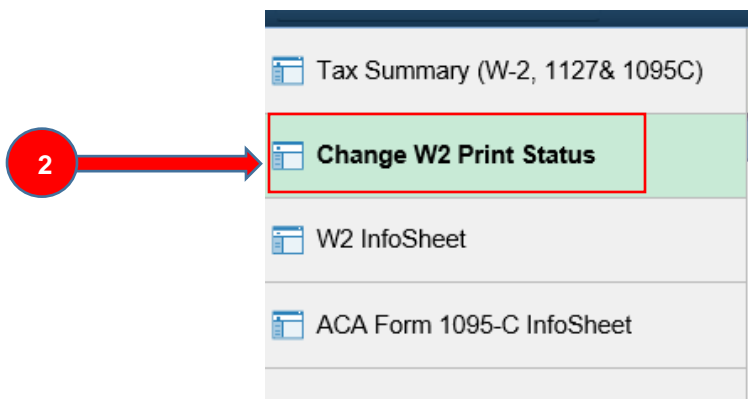 Tax Summary (W-2, 1127& 1095C)
2
Change W2 Print Status
W2 InfoSheet
ACA Form 1095-C InfoSheet